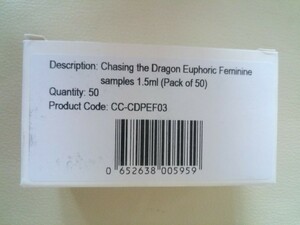 Description: Chasing the Dragon Euphoric Feminine
samples 1.5ml (Pack of 50)
Quantity: 50
Product Code: CC-CDPEF03
0 652638 005959